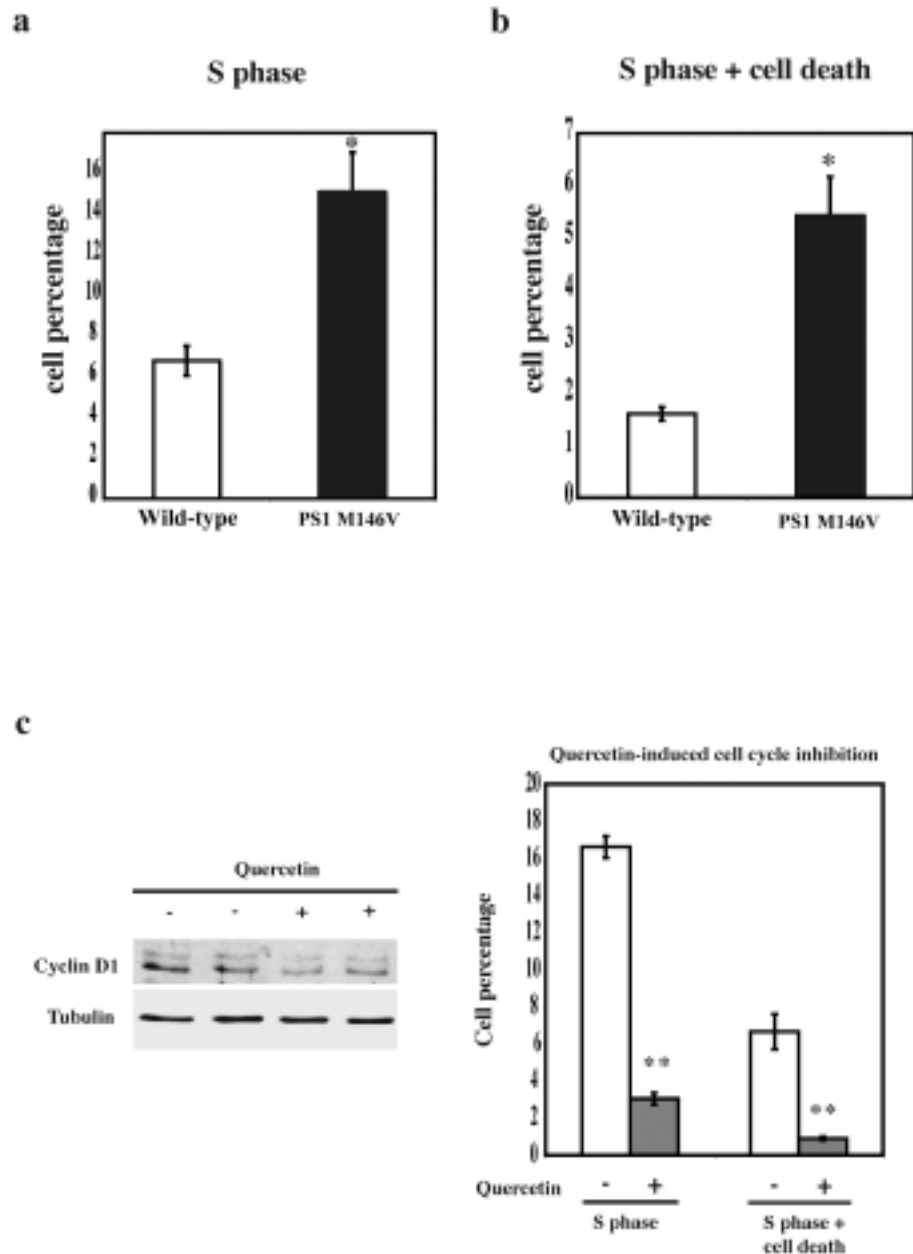 a
S phase
cell percentage
16
14
12
10
8
6
4
2
0
*
Wild-type
PS1 M146V
b
S phase + cell death
cell percentage
7
6
5
4
3
2
1
0
*
Wild-type
PS1 M146V
c
Quercetin
- - + +
Cyclin D1
Tubulin
Quercetin-induced cell cycle inhibition
Cell percentage
20
18
16
14
12
10
8
6
4
2
0
**
**
Quercetin - + - +
S phase
S phase +
cell death